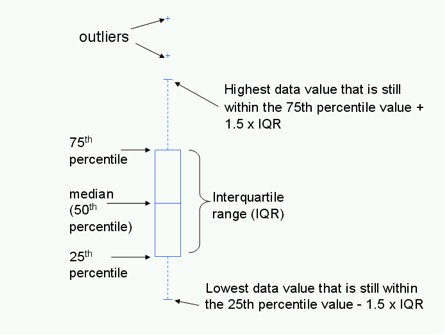 outliers
Highest data value that is still
within the 75th percentile value +
1.5 x IQR
75th
percentile
median
(50th
percentile)
Interquartile
range (IQR)
25th
percentile
Lowest data value that is still within
the 25th percentile value - 1.5 x IQR